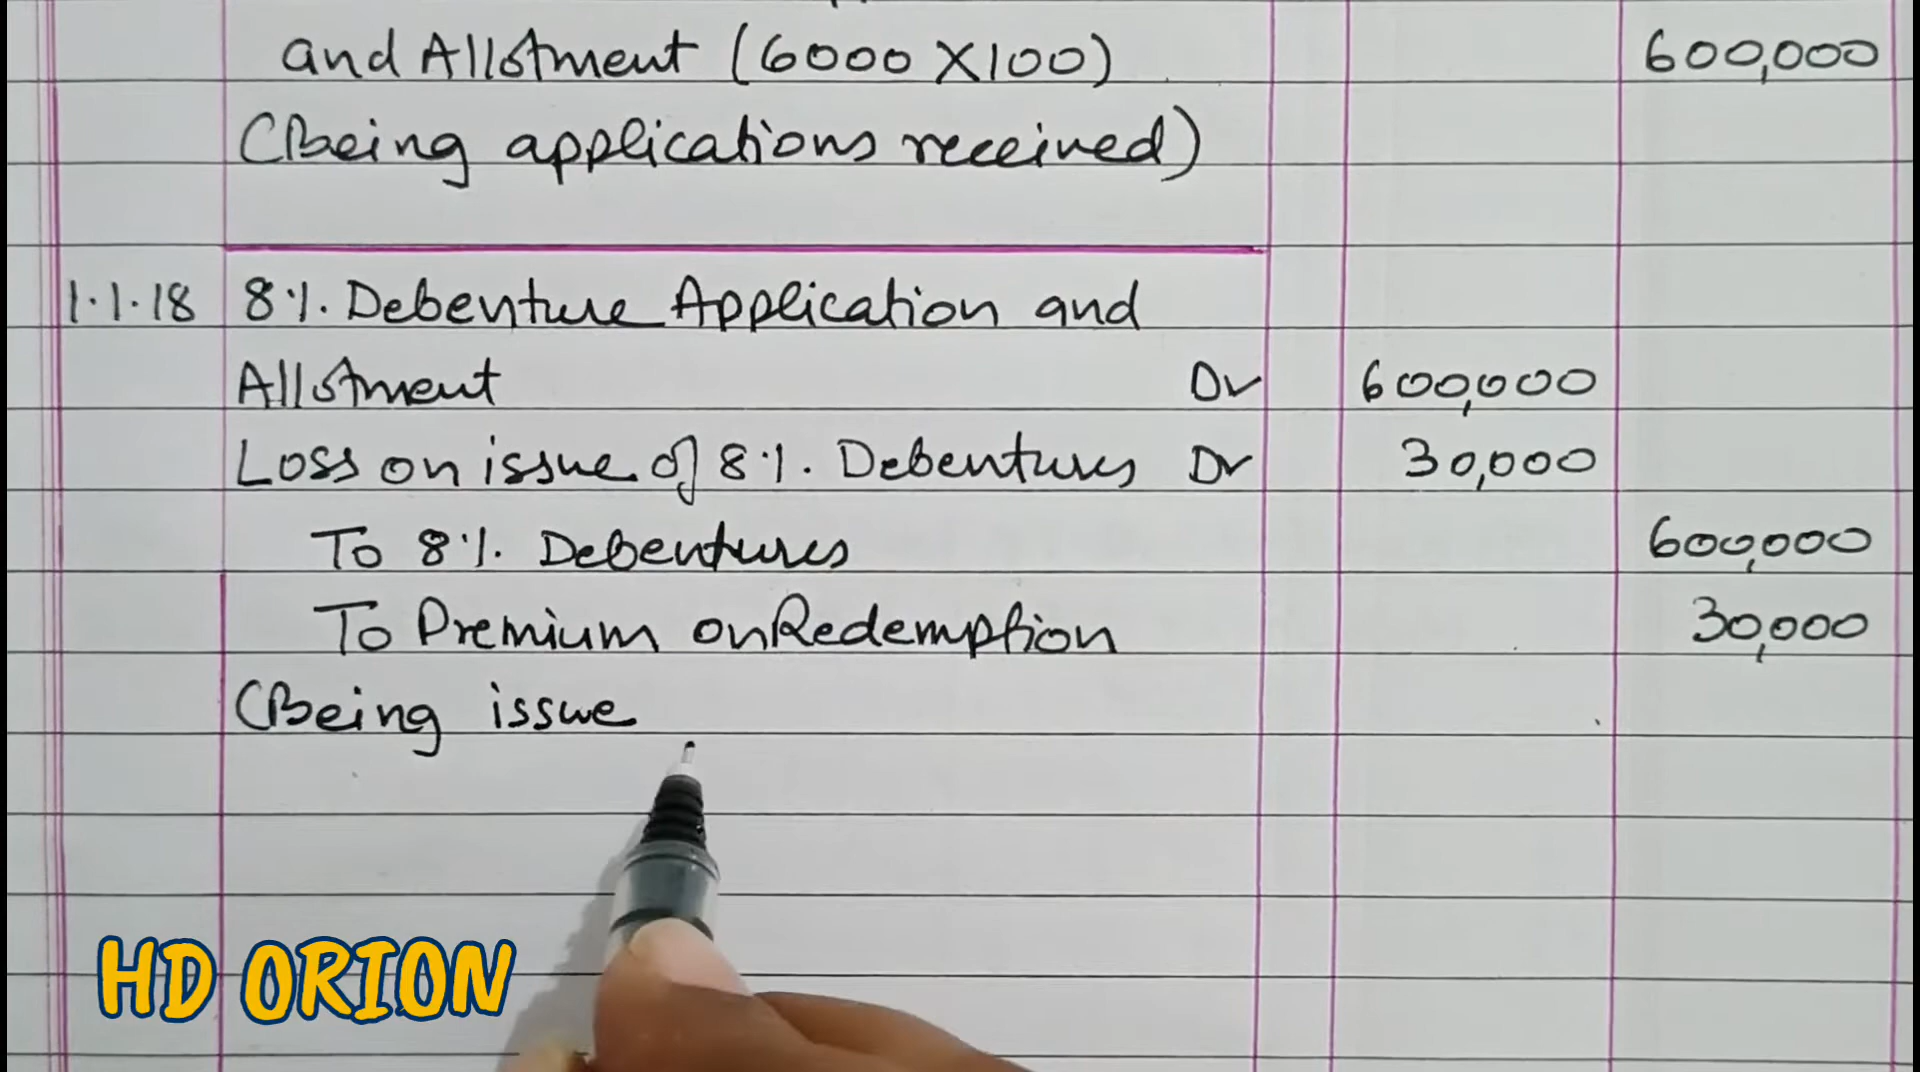 and Allotment (6000 X100) 600,000
(Being applications received)
1.1.18 8%. Debenture Application and
Allotment Dr 600,000
Loss on issue of 8%. Debentures Dr 30,000
To 8%. Debentures 600,000
To Premium on Redemption 30,000
(Being issue
HD ORION